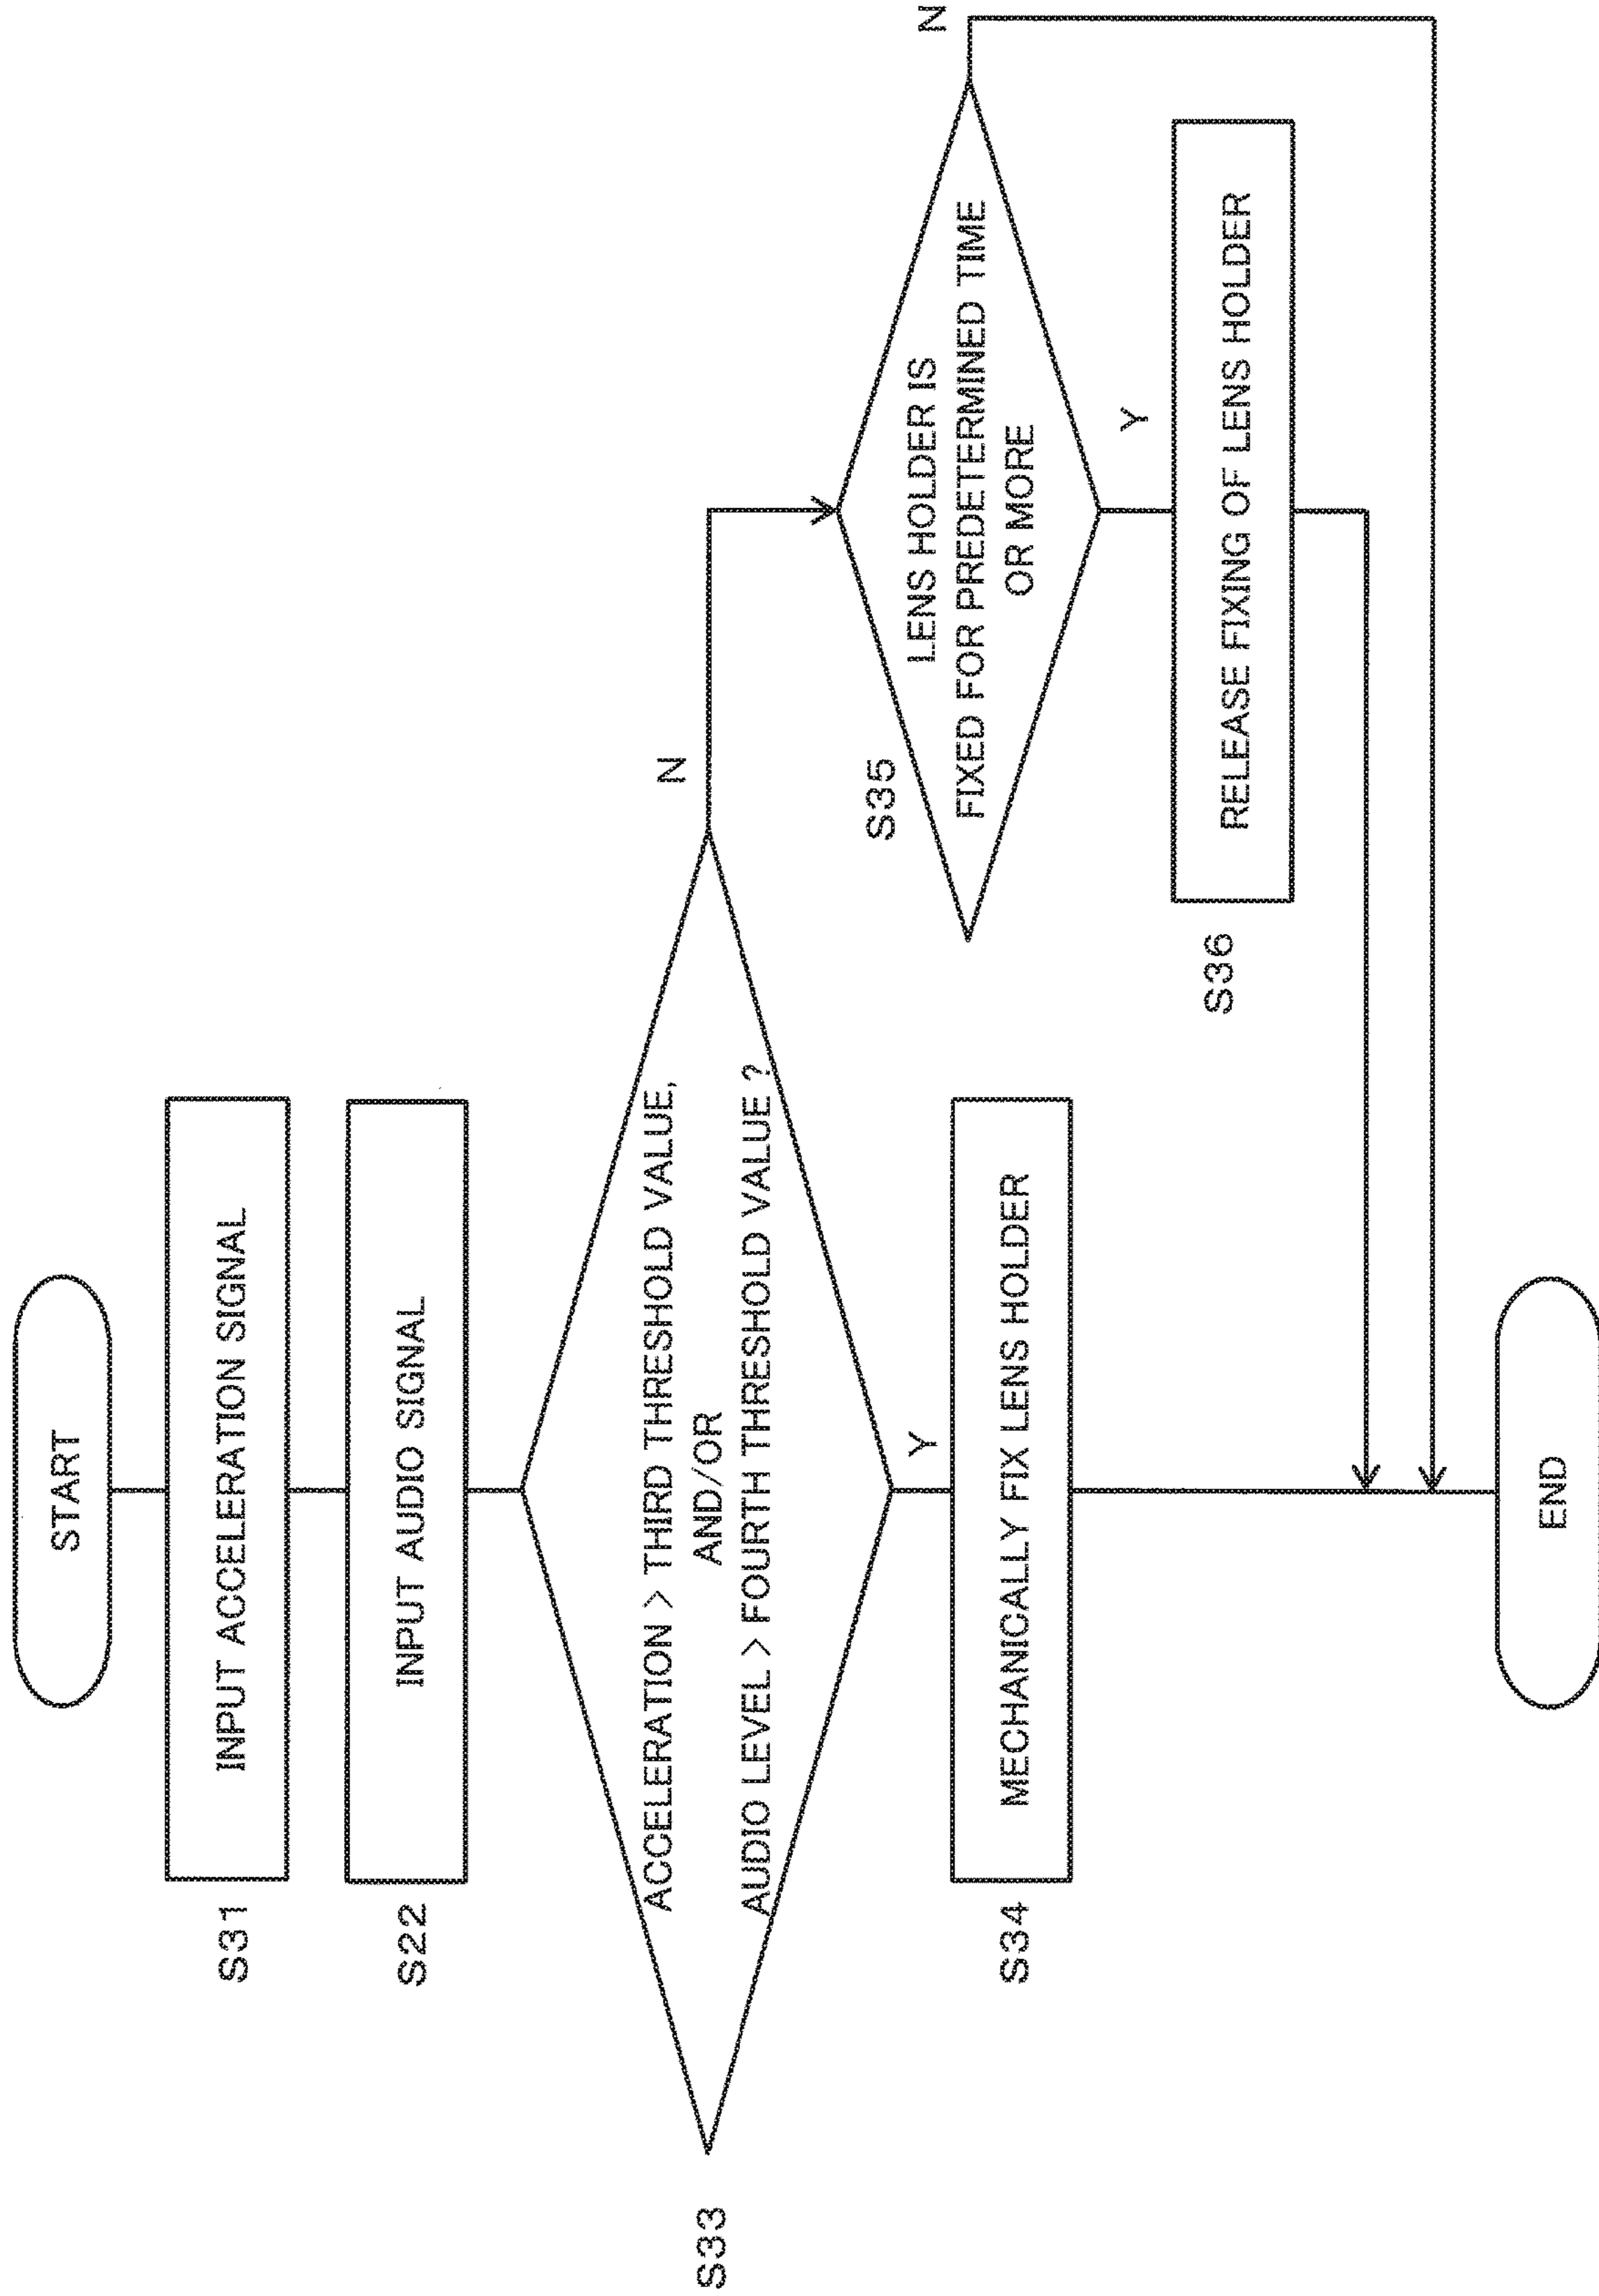 START
S31
INPUT ACCELERATION SIGNAL
S22
INPUT AUDIO SIGNAL
S33
ACCELERATION > THIRD THRESHOLD VALUE,
AND/OR
AUDIO LEVEL > FOURTH THRESHOLD VALUE ?
N
Y
S34
MECHANICALLY FIX LENS HOLDER
S35
LENS HOLDER IS
FIXED FOR PREDETERMINED TIME
OR MORE
N
Y
S36
RELEASE FIXING OF LENS HOLDER
END